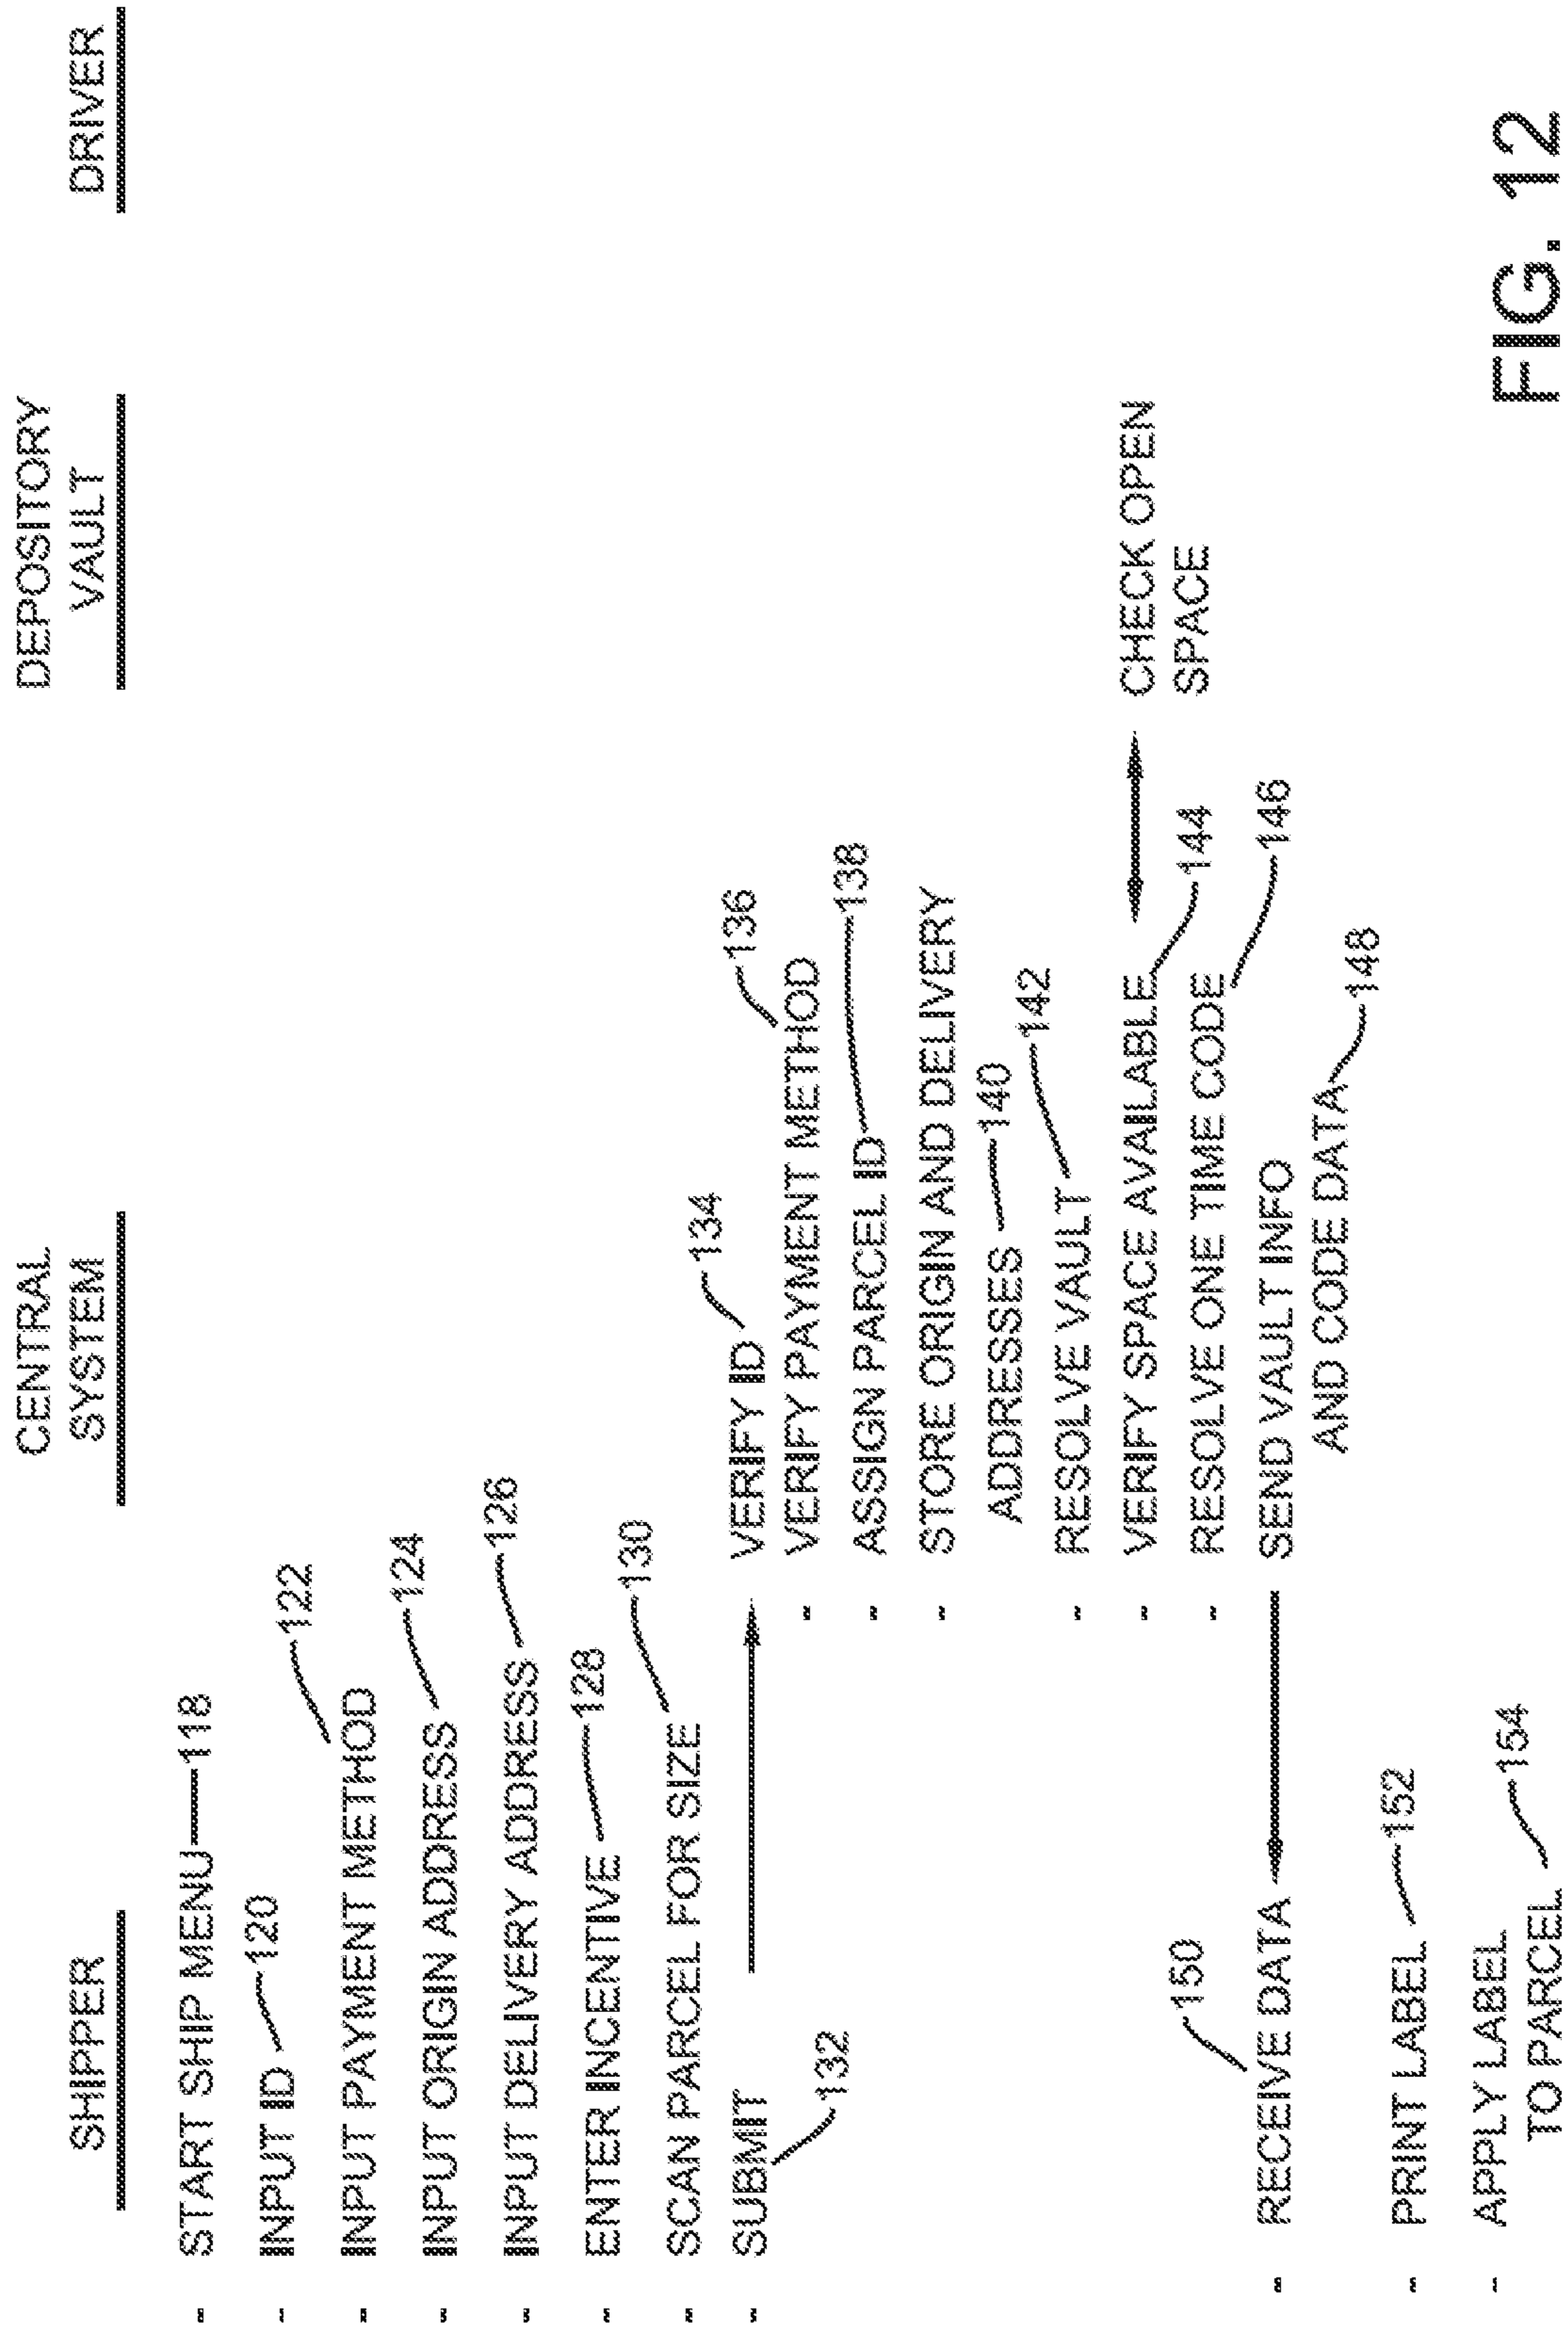 SHIPPER
CENTRAL
SYSTEM
DEPOSITORY
VAULT
DRIVER
- START SHIP MENU 118
- INPUT ID 120
- INPUT PAYMENT METHOD 122
- INPUT ORIGIN ADDRESS 124
- INPUT DELIVERY ADDRESS 126
- ENTER INCENTIVE 128
- SCAN PARCEL FOR SIZE 130
- SUBMIT 132
VERIFY ID 134
- VERIFY PAYMENT METHOD 136
- ASSIGN PARCEL ID 138
- STORE ORIGIN AND DELIVERY
ADDRESSES 140
- RESOLVE VAULT 142
- VERIFY SPACE AVAILABLE 144
CHECK OPEN
SPACE
- RESOLVE ONE TIME CODE 146
SEND VAULT INFO
AND CODE DATA 148
- RECEIVE DATA 150
- PRINT LABEL 152
- APPLY LABEL
TO PARCEL 154
FIG. 12